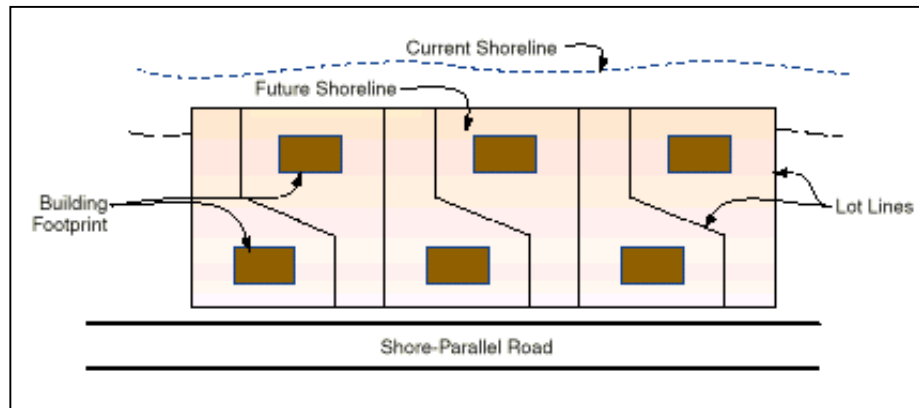 Current Shoreline
Future Shoreline
Building
Footprint
Lot Lines
Shore-Parallel Road